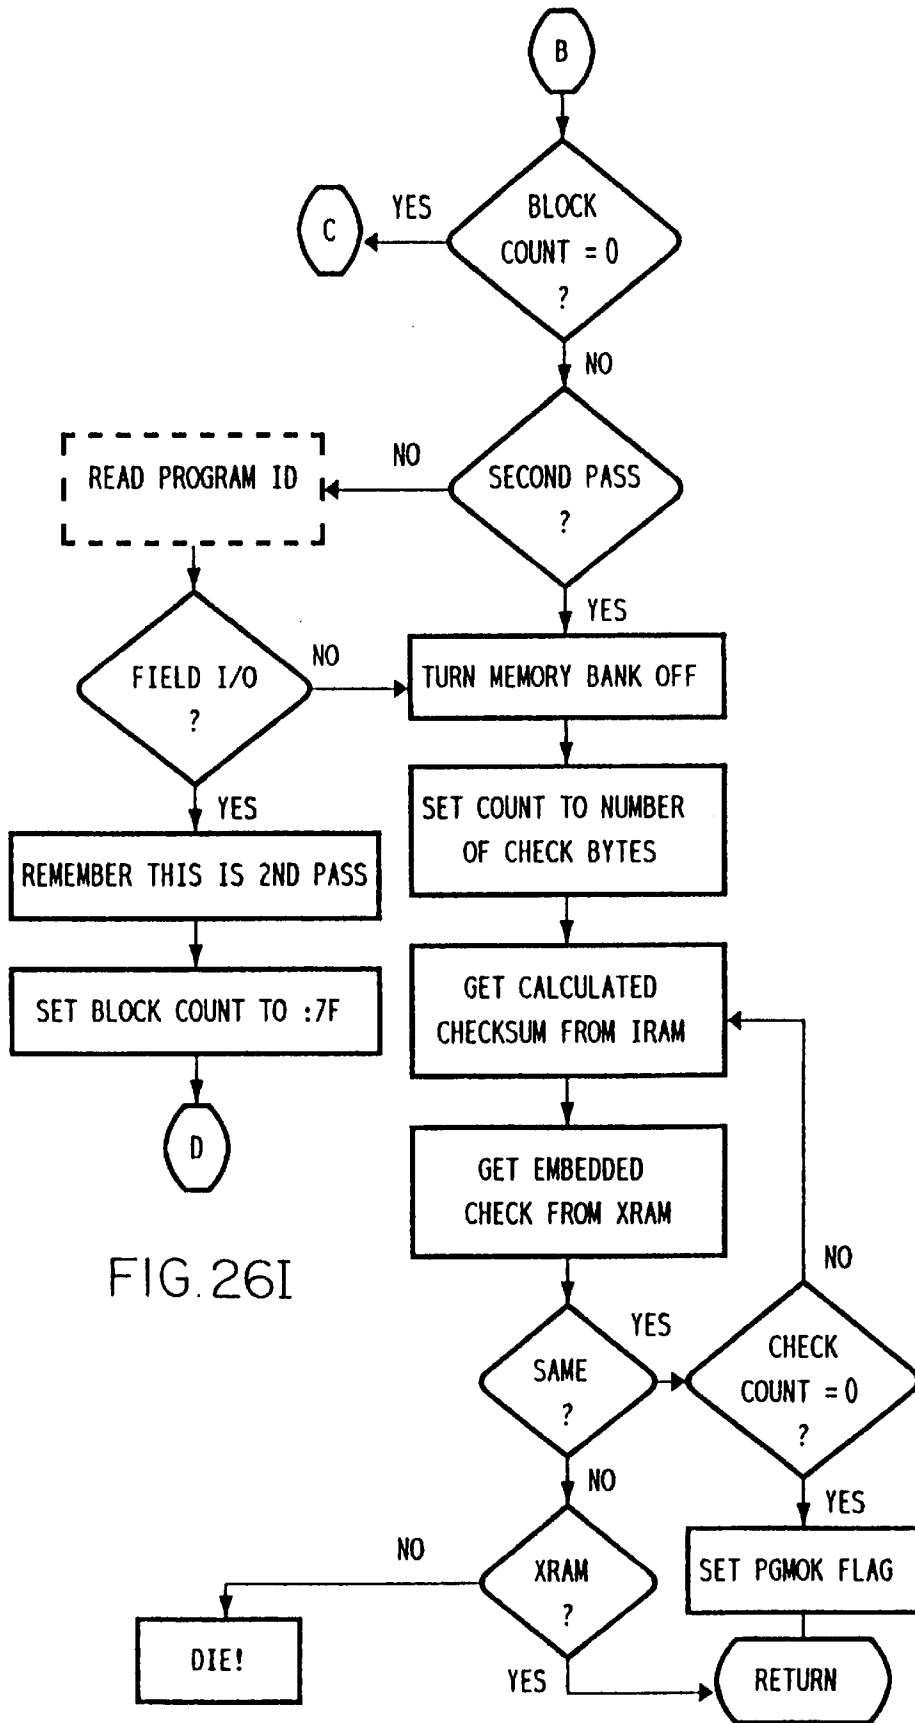 B
BLOCK
COUNT = 0
?
YES
C
NO
SECOND PASS
?
NO
READ PROGRAM ID
YES
FIELD I/O
?
NO
TURN MEMORY BANK OFF
YES
SET COUNT TO NUMBER
OF CHECK BYTES
REMEMBER THIS IS 2ND PASS
SET BLOCK COUNT TO :7F
GET CALCULATED
CHECKSUM FROM IRAM
D
GET EMBEDDED
CHECK FROM XRAM
FIG.26I
NO
SAME
?
YES
CHECK
COUNT = 0
?
NO
YES
XRAM
?
NO
SET PGMOK FLAG
DIE!
YES
RETURN